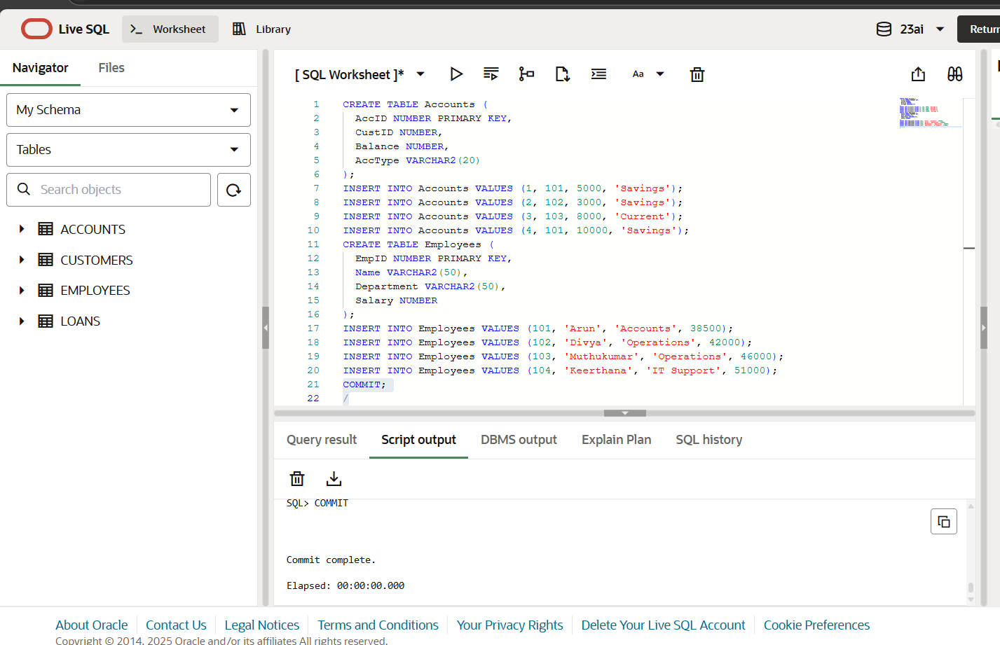 Live SQL
Worksheet
Library
23ai
Navigator
Files
My Schema
Tables
Search objects
ACCOUNTS
CUSTOMERS
EMPLOYEES
LOANS
[ SQL Worksheet ]*
Aa
1 CREATE TABLE Accounts (
2 AccID NUMBER PRIMARY KEY,
3 CustID NUMBER,
4 Balance NUMBER,
5 AccType VARCHAR2(20)
6 );
7 INSERT INTO Accounts VALUES (1, 101, 5000, 'Savings');
8 INSERT INTO Accounts VALUES (2, 102, 3000, 'Savings');
9 INSERT INTO Accounts VALUES (3, 103, 8000, 'Current');
10 INSERT INTO Accounts VALUES (4, 101, 10000, 'Savings');
11 CREATE TABLE Employees (
12 EmpID NUMBER PRIMARY KEY,
13 Name VARCHAR2(50),
14 Department VARCHAR2(50),
15 Salary NUMBER
16 );
17 INSERT INTO Employees VALUES (101, 'Arun', 'Accounts', 38500);
18 INSERT INTO Employees VALUES (102, 'Divya', 'Operations', 42000);
19 INSERT INTO Employees VALUES (103, 'Muthukumar', 'Operations', 46000);
20 INSERT INTO Employees VALUES (104, 'Keerthana', 'IT Support', 51000);
21 COMMIT;
22 /
Query result
Script output
DBMS output
Explain Plan
SQL history
SQL> COMMIT
Commit complete.
Elapsed: 00:00:00.000
About Oracle
Contact Us
Legal Notices
Terms and Conditions
Your Privacy Rights
Delete Your Live SQL Account
Cookie Preferences
Copyright © 2014, 2025 Oracle and/or its affiliates All rights reserved.